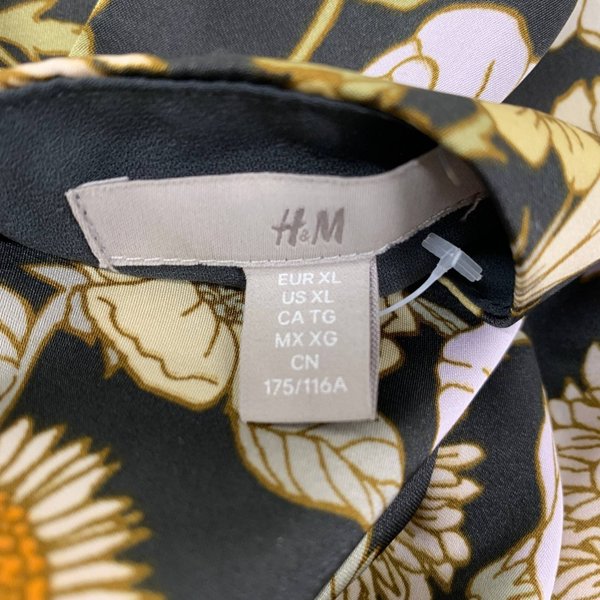 H&M
EUR XL
US XL
CA TG
MX XG
CN
175/116A